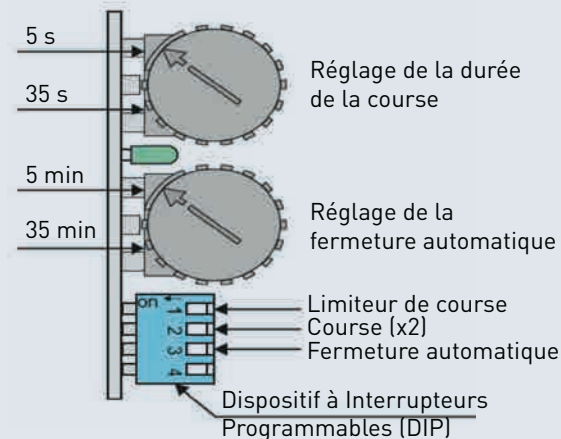 5 s
35 s
Réglage de la durée
de la course
5 min
35 min
Réglage de la
fermeture automatique
ON
1
2
3
4
Limiteur de course
Course (x2)
Fermeture automatique
Dispositif à Interrupteurs
Programmables (DIP)